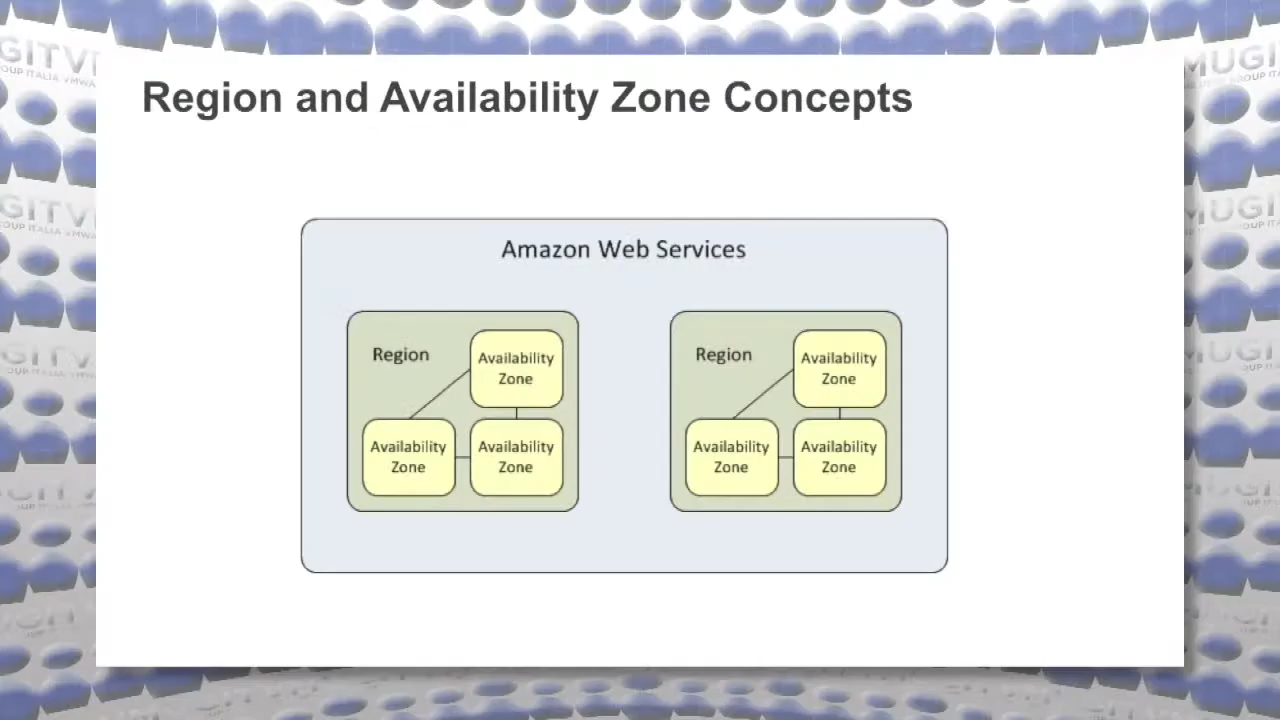 Region and Availability Zone Concepts
Amazon Web Services
Region
Availability
Zone
Availability
Zone
Availability
Zone
Region
Availability
Zone
Availability
Zone
Availability
Zone